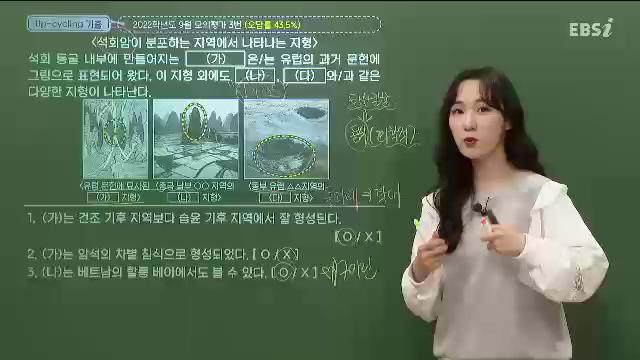 Up-cycling 기출
2022학년도 9월 모의평가 3번 (오답률 43.5%)
EBSi
<석회암이 분포하는 지역에서 나타나는 지형>
석회 동굴 내부에 만들어지는 (가) 은/는 유럽의 과거 문헌에
그림으로 표현되어 왔다. 이 지형 외에도 (나), (다) 와/과 같은
다양한 지형이 나타난다.
<유럽 문헌에 묘사된 (가) 지형>
<중국 남부 ○○ 지역의 (나) 지형>
<동부 유럽 △△지역의 (다) 지형>
1. (가)는 건조 기후 지역보다 습윤 기후 지역에서 잘 형성된다.
[ O / X ]
2. (가)는 암석의 차별 침식으로 형성되었다. [ O / X ]
3. (나)는 베트남의 할롱 베이에서도 볼 수 있다. [ O / X ]